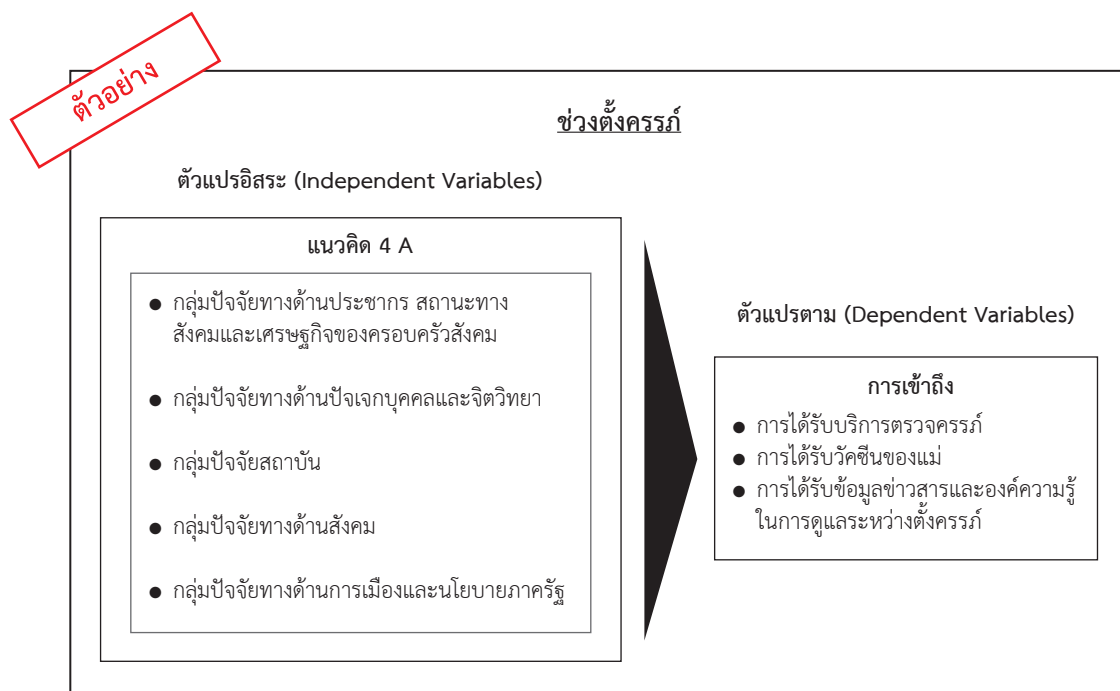 ตัวอย่าง
ช่วงตั้งครรภ์
ตัวแปรอิสระ (Independent Variables)
แนวคิด 4 A
● กลุ่มปัจจัยทางด้านประชากร สถานะทาง
สังคมและเศรษฐกิจของครอบครัวสังคม
● กลุ่มปัจจัยทางด้านปัจเจกบุคคลและจิตวิทยา
● กลุ่มปัจจัยสถาบัน
● กลุ่มปัจจัยทางด้านสังคม
● กลุ่มปัจจัยทางด้านการเมืองและนโยบายภาครัฐ
ตัวแปรตาม (Dependent Variables)
การเข้าถึง
● การได้รับบริการตรวจครรภ์
● การได้รับวัคซีนของแม่
● การได้รับข้อมูลข่าวสารและองค์ความรู้
ในการดูแลระหว่างตั้งครรภ์